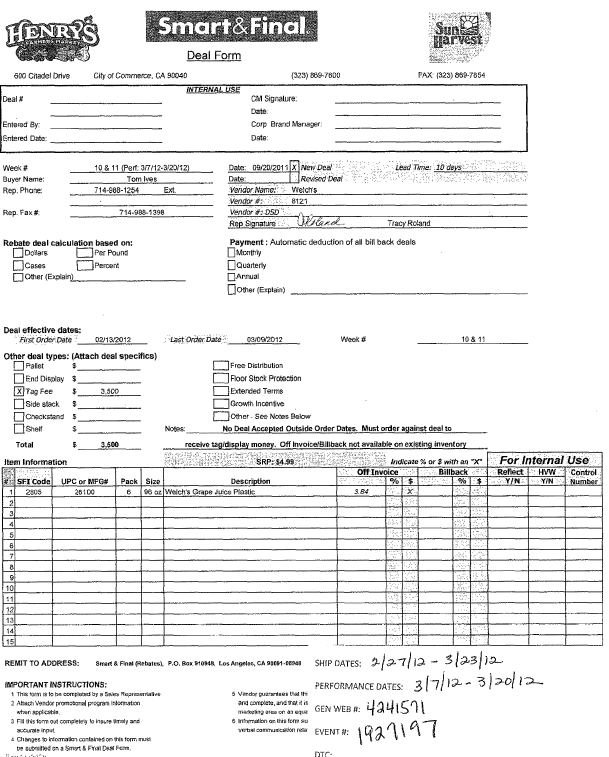 HENRY'S
FARMERS MARKET
Smart&Final.
Sun Harvest
Deal Form
600 Citadel Drive City of Commerce, CA 90040 (323) 869-7600 FAX: (323) 869-7854
INTERNAL USE
Deal # CM Signature:
Date:
Entered By: Corp Brand Manager:
Entered Date: Date:
Week # 10 & 11 (Perf: 3/7/12-3/20/12) Date: 09/20/2011 X New Deal Lead Time: 10 days
Buyer Name: Tom Ives Date: Revised Deal
Rep. Phone: 714-988-1254 Ext. Vendor Name: Welch's
Vendor #: 8121
Rep. Fax #: 714-988-1398 Vendor #: DSD
Rep Signature Tracy Roland
Rebate deal calculation based on: Payment : Automatic deduction of all bill back deals
Dollars Per Pound Monthly
Cases Percent Quarterly
Other (Explain) Annual
Other (Explain)
Deal effective dates:
First Order Date 02/13/2012 Last Order Date 03/09/2012 Week # 10 & 11
Other deal types: (Attach deal specifics)
Pallet $ Free Distribution
End Display $ Floor Stock Protection
X Tag Fee $ 3,500 Extended Terms
Side stack $ Growth Incentive
Checkstand $ Other - See Notes Below
Shelf $ Notes: No Deal Accepted Outside Order Dates. Must order against deal to
Total $ 3,500 receive tag/display money. Off Invoice/Billback not available on existing inventory
Item Information SRP: $4.99 Indicate % or $ with an "X" For Internal Use
Off Invoice Billback Reflect HVW Control
# SFI Code UPC or MFG# Pack Size Description % $ % $ Y/N Y/N Number
1 2805 26100 6 96 oz Welch's Grape Juice Plastic 3.84 X
2
3
4
5
6
7
8
9
10
11
12
13
14
15
REMIT TO ADDRESS: Smart & Final (Rebates), P.O. Box 910948, Los Angeles, CA 90091-00948 SHIP DATES: 2/27/12 - 3/23/12
PERFORMANCE DATES: 3/7/12 - 3/20/12
IMPORTANT INSTRUCTIONS:
1 This form is to be completed by a Sales Representative 5 Vendor guarantees that th
2 Attach Vendor promotional program information and complete, and that it is
when applicable. marketing area on an equa
GEN WEB #: 4241571
3 Fill this form out completely to insure timely and 6 Information on this form su
accurate input. verbal communication rela
EVENT #: 1927197
4 Changes to information contained on this form must
be submitted on a Smart & Final Deal Form.
DTC: